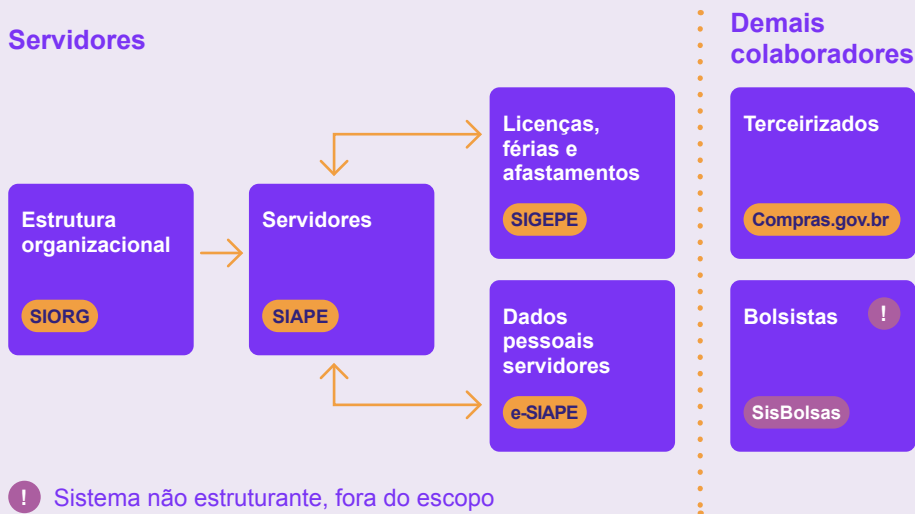 Servidores
Estrutura
organizacional
SIORG
Servidores
SIAPE
Licenças,
férias e
afastamentos
SIGEPE
Dados
pessoais
servidores
e-SIAPE
Demais
colaboradores
Terceirizados
Compras.gov.br
Bolsistas !
SisBolsas
! Sistema não estruturante, fora do escopo